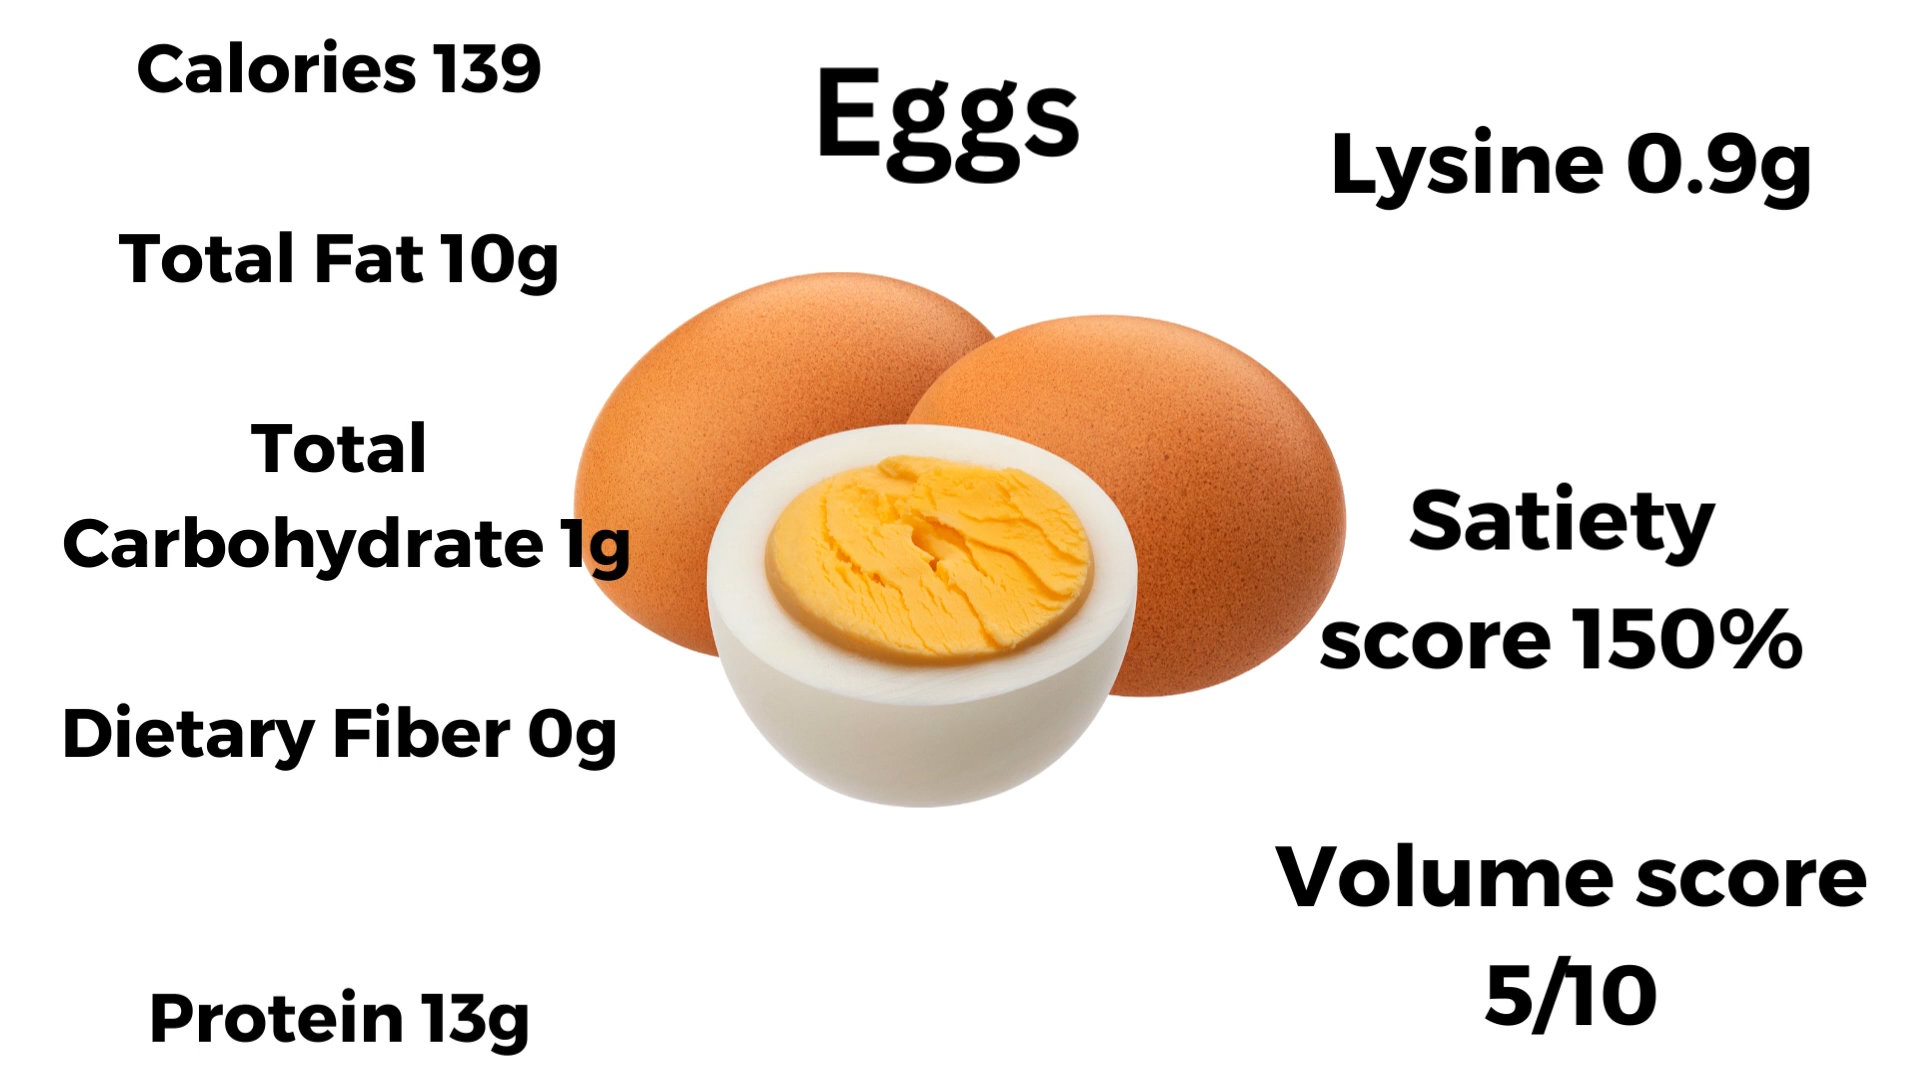 Eggs
Calories 139
Total Fat 10g
Total
Carbohydrate 1g
Dietary Fiber 0g
Protein 13g
Lysine 0.9g
Satiety
score 150%
Volume score
5/10